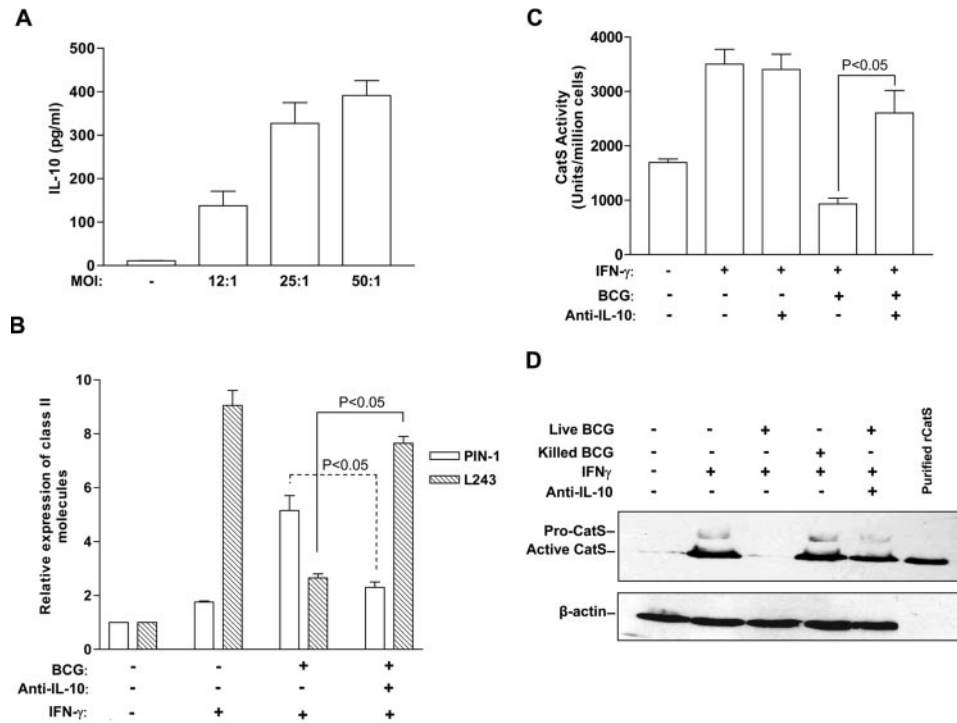 A
500
400
300
200
100
0
IL-10 (pg/ml)
MOI: - 12:1 25:1 50:1
B
10
8
6
4
2
0
Relative expression of class II
molecules
P<0.05
P<0.05
PIN-1
L243
BCG: - - + +
Anti-IL-10: - - - +
IFN-γ: - + + +
C
4000
3000
2000
1000
0
CatS Activity
(Units/million cells)
P<0.05
IFN-γ: - + + + +
BCG: - - - + +
Anti-IL-10: - - + - +
D
Live BCG - - + - +
Killed BCG - - - + -
IFNγ - + + + +
Anti-IL-10 - - - - +
Purified rCatS
Pro-CatS–
Active CatS–
β-actin–